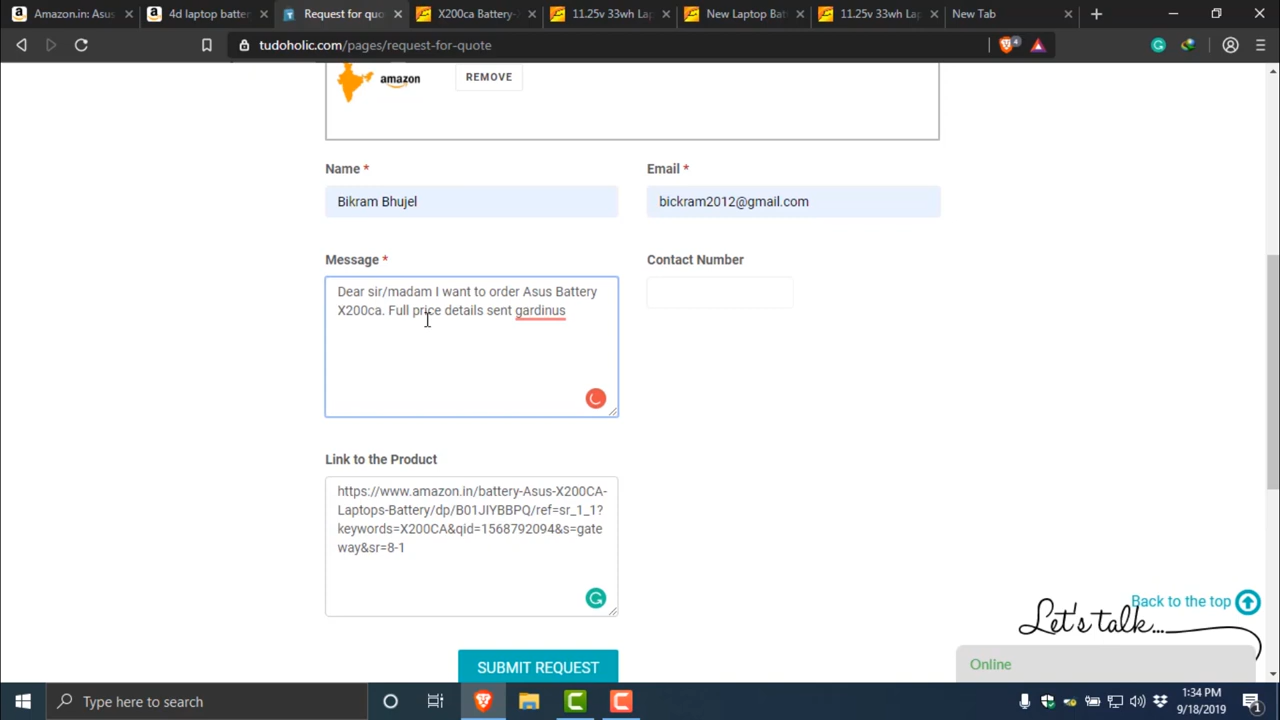 Amazon.in: Asus
4d laptop batter
Request for quo
X200ca Battery-
11.25v 33wh Lap
New Laptop Batt
11.25v 33wh Lap
New Tab
tudoholic.com/pages/request-for-quote
4
amazon
REMOVE
Name *
Email *
Bikram Bhujel
bickram2012@gmail.com
Message *
Contact Number
Dear sir/madam I want to order Asus Battery
X200ca. Full price details sent gardinus
Link to the Product
https://www.amazon.in/battery-Asus-X200CA-
Laptops-Battery/dp/B01JIYBBPQ/ref=sr_1_1?
keywords=X200CA&qid=1568792094&s=gate
way&sr=8-1
Back to the top
Let's talk...
SUBMIT REQUEST
Online
Type here to search
1:34 PM
9/18/2019
1